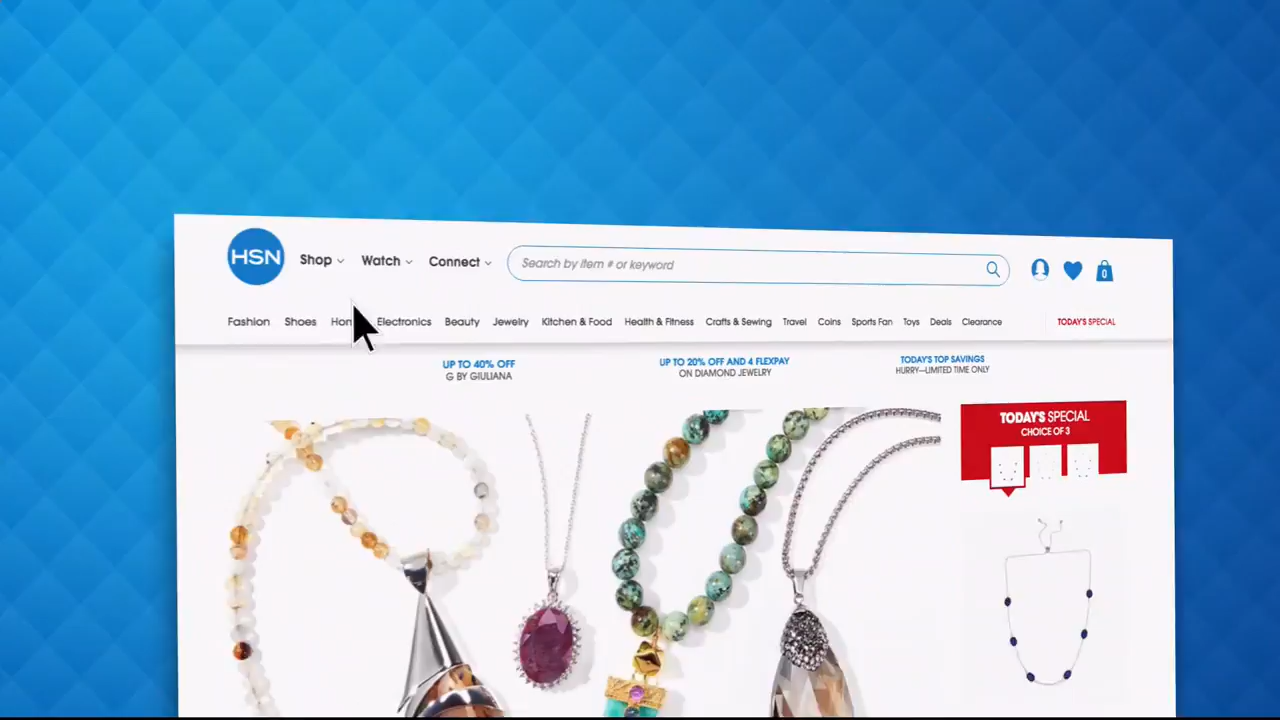 HSN Shop Watch Connect Search by item # or keyword 0
Fashion Shoes Electronics Beauty Jewelry Kitchen & Food Health & Fitness Crafts & Sewing Travel Coins Sports Fan Toys Deals Clearance TODAY'S SPECIAL
UP TO 40% OFF
G BY GIULIANA
UP TO 20% OFF AND 4 FLEXPAY
ON DIAMOND JEWELRY
TODAY'S TOP SAVINGS
HURRY—LIMITED TIME ONLY
TODAY'S SPECIAL
CHOICE OF 3